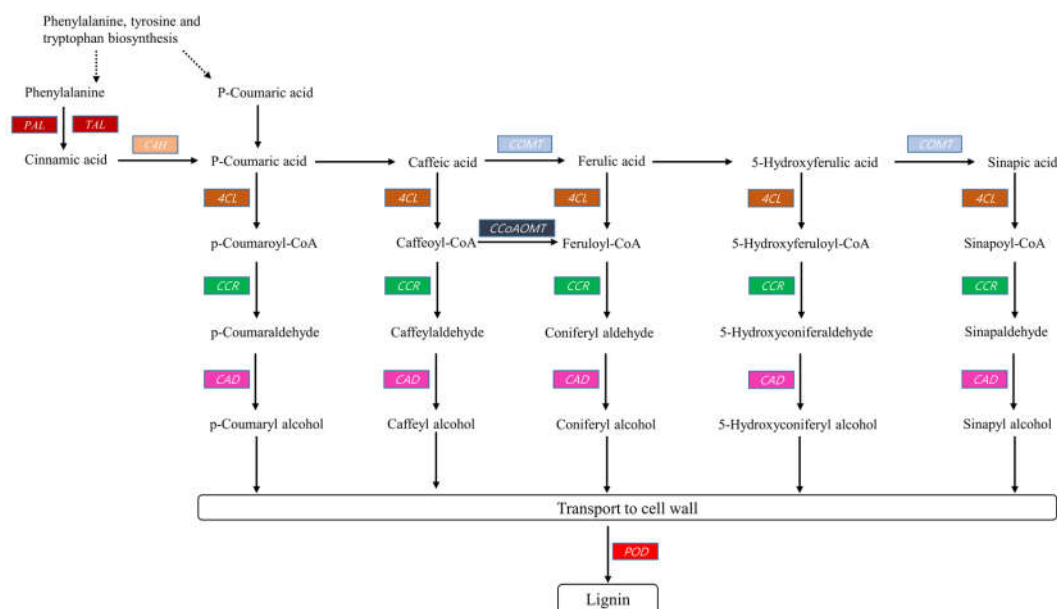 Phenylalanine, tyrosine and
tryptophan biosynthesis
Phenylalanine
P-Coumaric acid
PAL
TAL
Cinnamic acid
C4H
P-Coumaric acid
Caffeic acid
COMT
Ferulic acid
5-Hydroxyferulic acid
COMT
Sinapic acid
4CL
4CL
4CL
4CL
4CL
p-Coumaroyl-CoA
Caffeoyl-CoA
CCoAOMT
Feruloyl-CoA
5-Hydroxyferuloyl-CoA
Sinapoyl-CoA
CCR
CCR
CCR
CCR
CCR
p-Coumaraldehyde
Caffeylaldehyde
Coniferyl aldehyde
5-Hydroxyconiferaldehyde
Sinapaldehyde
CAD
CAD
CAD
CAD
CAD
p-Coumaryl alcohol
Caffeyl alcohol
Coniferyl alcohol
5-Hydroxyconiferyl alcohol
Sinapyl alcohol
Transport to cell wall
POD
Lignin